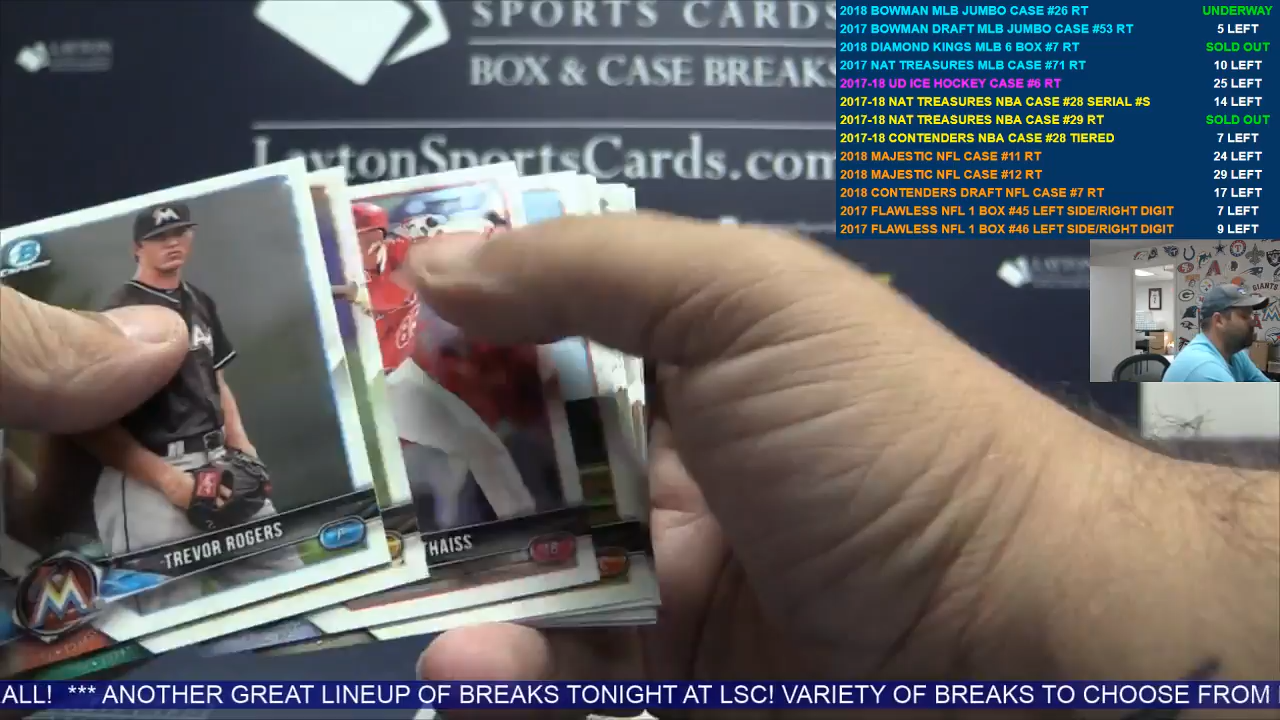 SPORTS CARDS
BOX & CASE BREAKS
LaytonSportsCards.com
LAYTON
2018 BOWMAN MLB JUMBO CASE #26 RT UNDERWAY
2017 BOWMAN DRAFT MLB JUMBO CASE #53 RT 5 LEFT
2018 DIAMOND KINGS MLB 6 BOX #7 RT SOLD OUT
2017 NAT TREASURES MLB CASE #71 RT 10 LEFT
2017-18 UD ICE HOCKEY CASE #6 RT 25 LEFT
2017-18 NAT TREASURES NBA CASE #28 SERIAL #S 14 LEFT
2017-18 NAT TREASURES NBA CASE #29 RT SOLD OUT
2017-18 CONTENDERS NBA CASE #28 TIERED 7 LEFT
2018 MAJESTIC NFL CASE #11 RT 24 LEFT
2018 MAJESTIC NFL CASE #12 RT 29 LEFT
2018 CONTENDERS DRAFT NFL CASE #7 RT 17 LEFT
2017 FLAWLESS NFL 1 BOX #45 LEFT SIDE/RIGHT DIGIT 7 LEFT
2017 FLAWLESS NFL 1 BOX #46 LEFT SIDE/RIGHT DIGIT 9 LEFT
GIANTS
TREVOR ROGERS P
THAISS
ALL! *** ANOTHER GREAT LINEUP OF BREAKS TONIGHT AT LSC! VARIETY OF BREAKS TO CHOOSE FROM